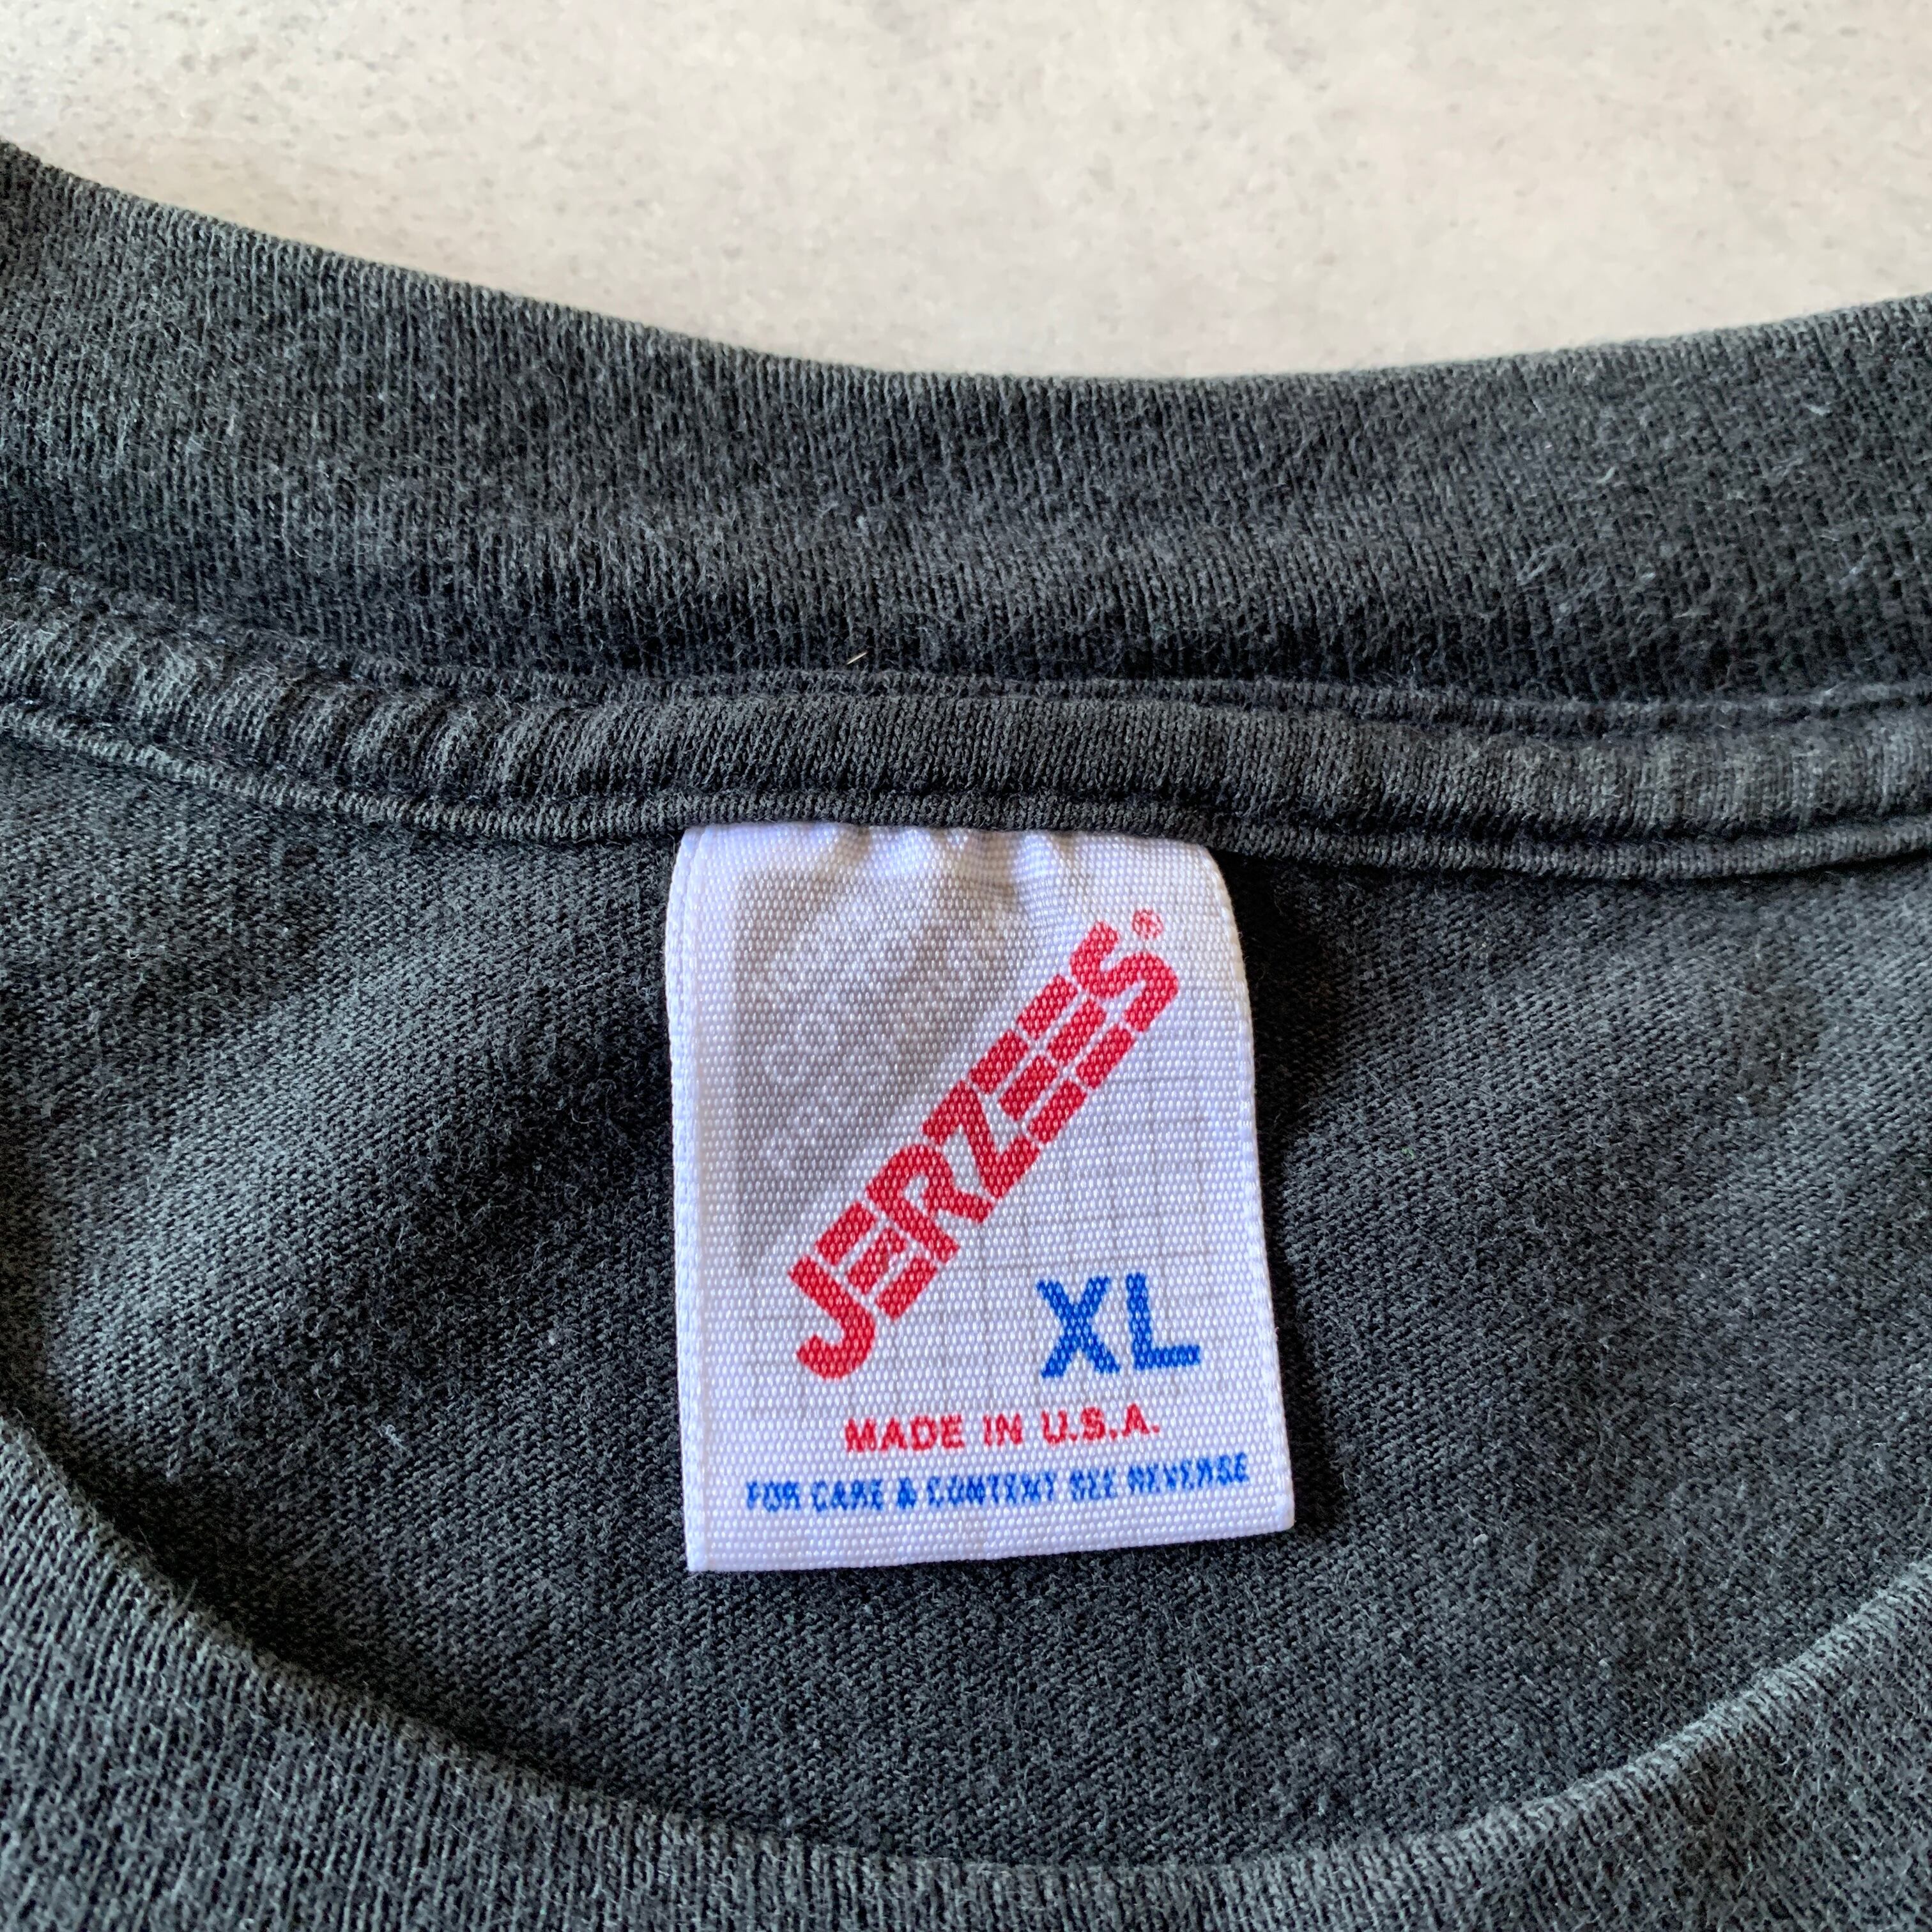 JERZEES®
XL
MADE IN U.S.A.
FOR CARE & CONTENT SEE REVERSE